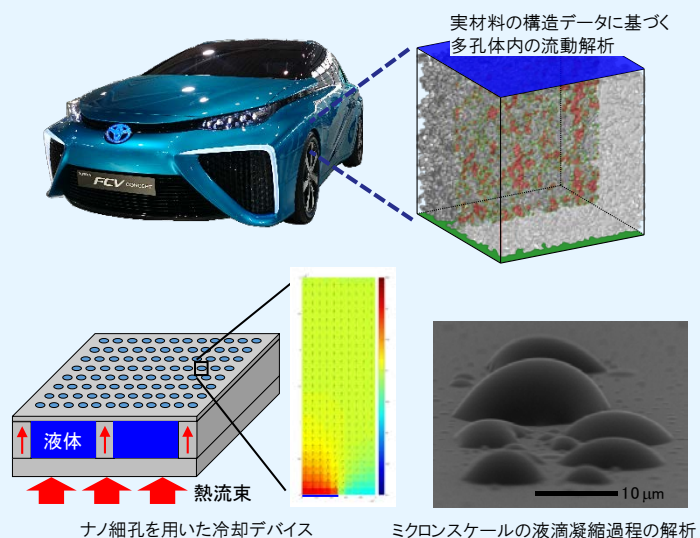 実材料の構造データに基づく
多孔体内の流動解析
FCV CONCEPT
液体
熱流束
10 μm
ナノ細孔を用いた冷却デバイス
ミクロンスケールの液滴凝縮過程の解析